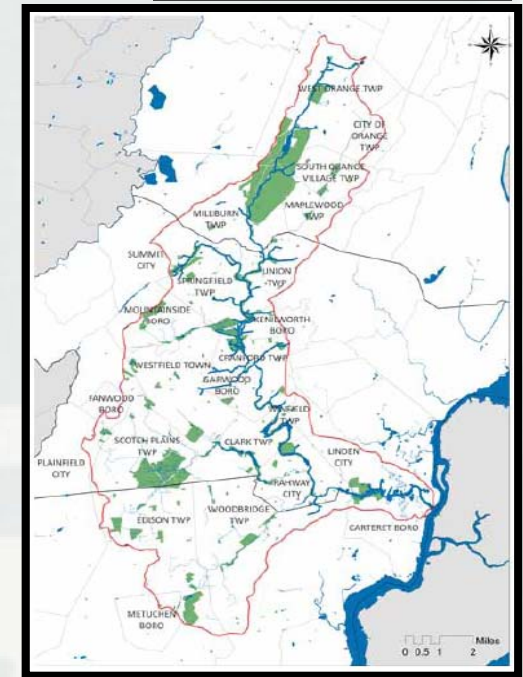 WEST ORANGE TWP
CITY OF
ORANGE
TWP
SOUTH ORANGE
VILLAGE TWP
MAPLEWOOD
TWP
MILLBURN
TWP
SUMMIT
CITY
UNION
TWP
SPRINGFIELD
TWP
MOUNTAINSIDE
BORO
KENILWORTH
BORO
CRANFORD TWP
WESTFIELD TOWN
GARWOOD
BORO
FANWOOD
BORO
WINFIELD
TWP
SCOTCH PLAINS
TWP
CLARK TWP
LINDEN
CITY
PLAINFIELD
CITY
RAHWAY
CITY
WOODBRIDGE
TWP
EDISON TWP
CARTERET BORO
METUCHEN
BORO
Miles
0 0.5 1 2